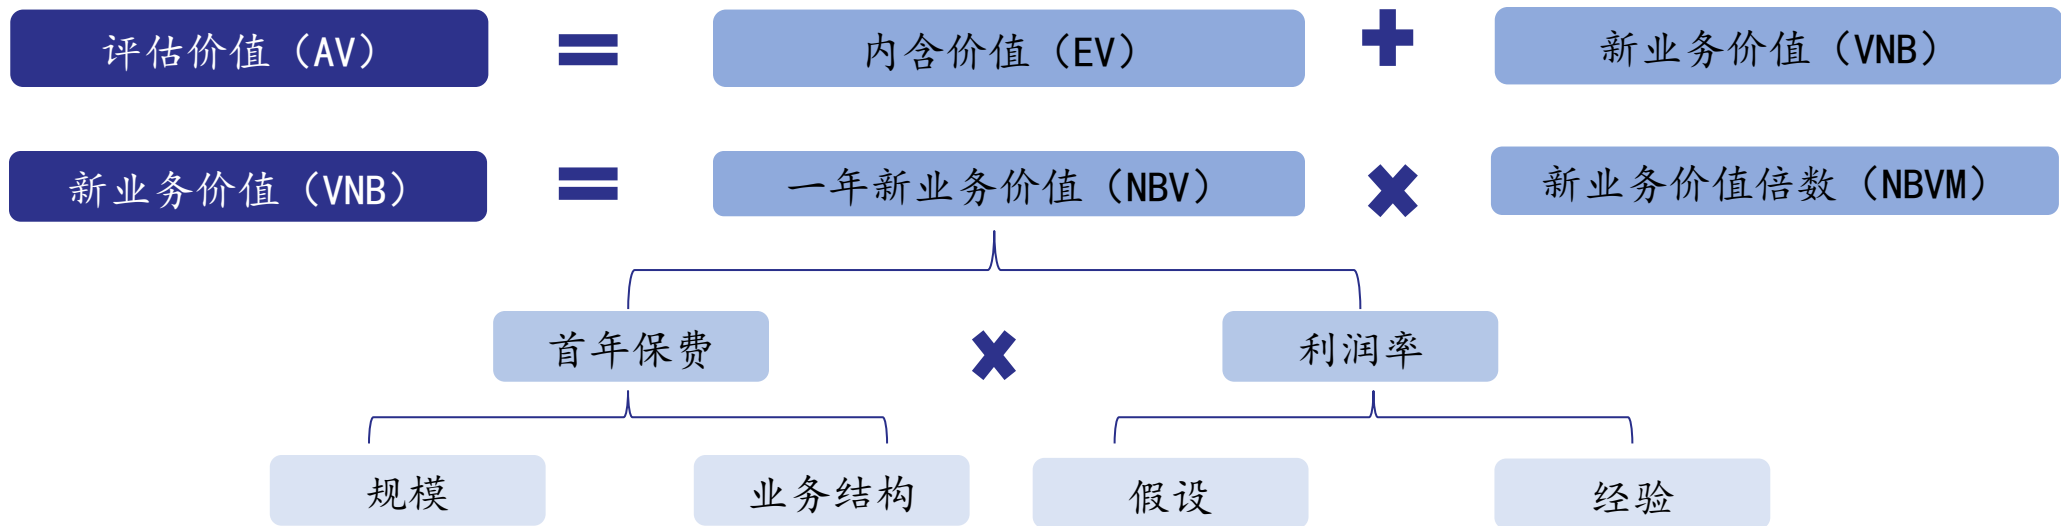 评估价值（AV） = 内含价值（EV） + 新业务价值（VNB）
新业务价值（VNB） = 一年新业务价值（NBV） × 新业务价值倍数（NBVM）
首年保费 × 利润率
规模 业务结构 假设 经验